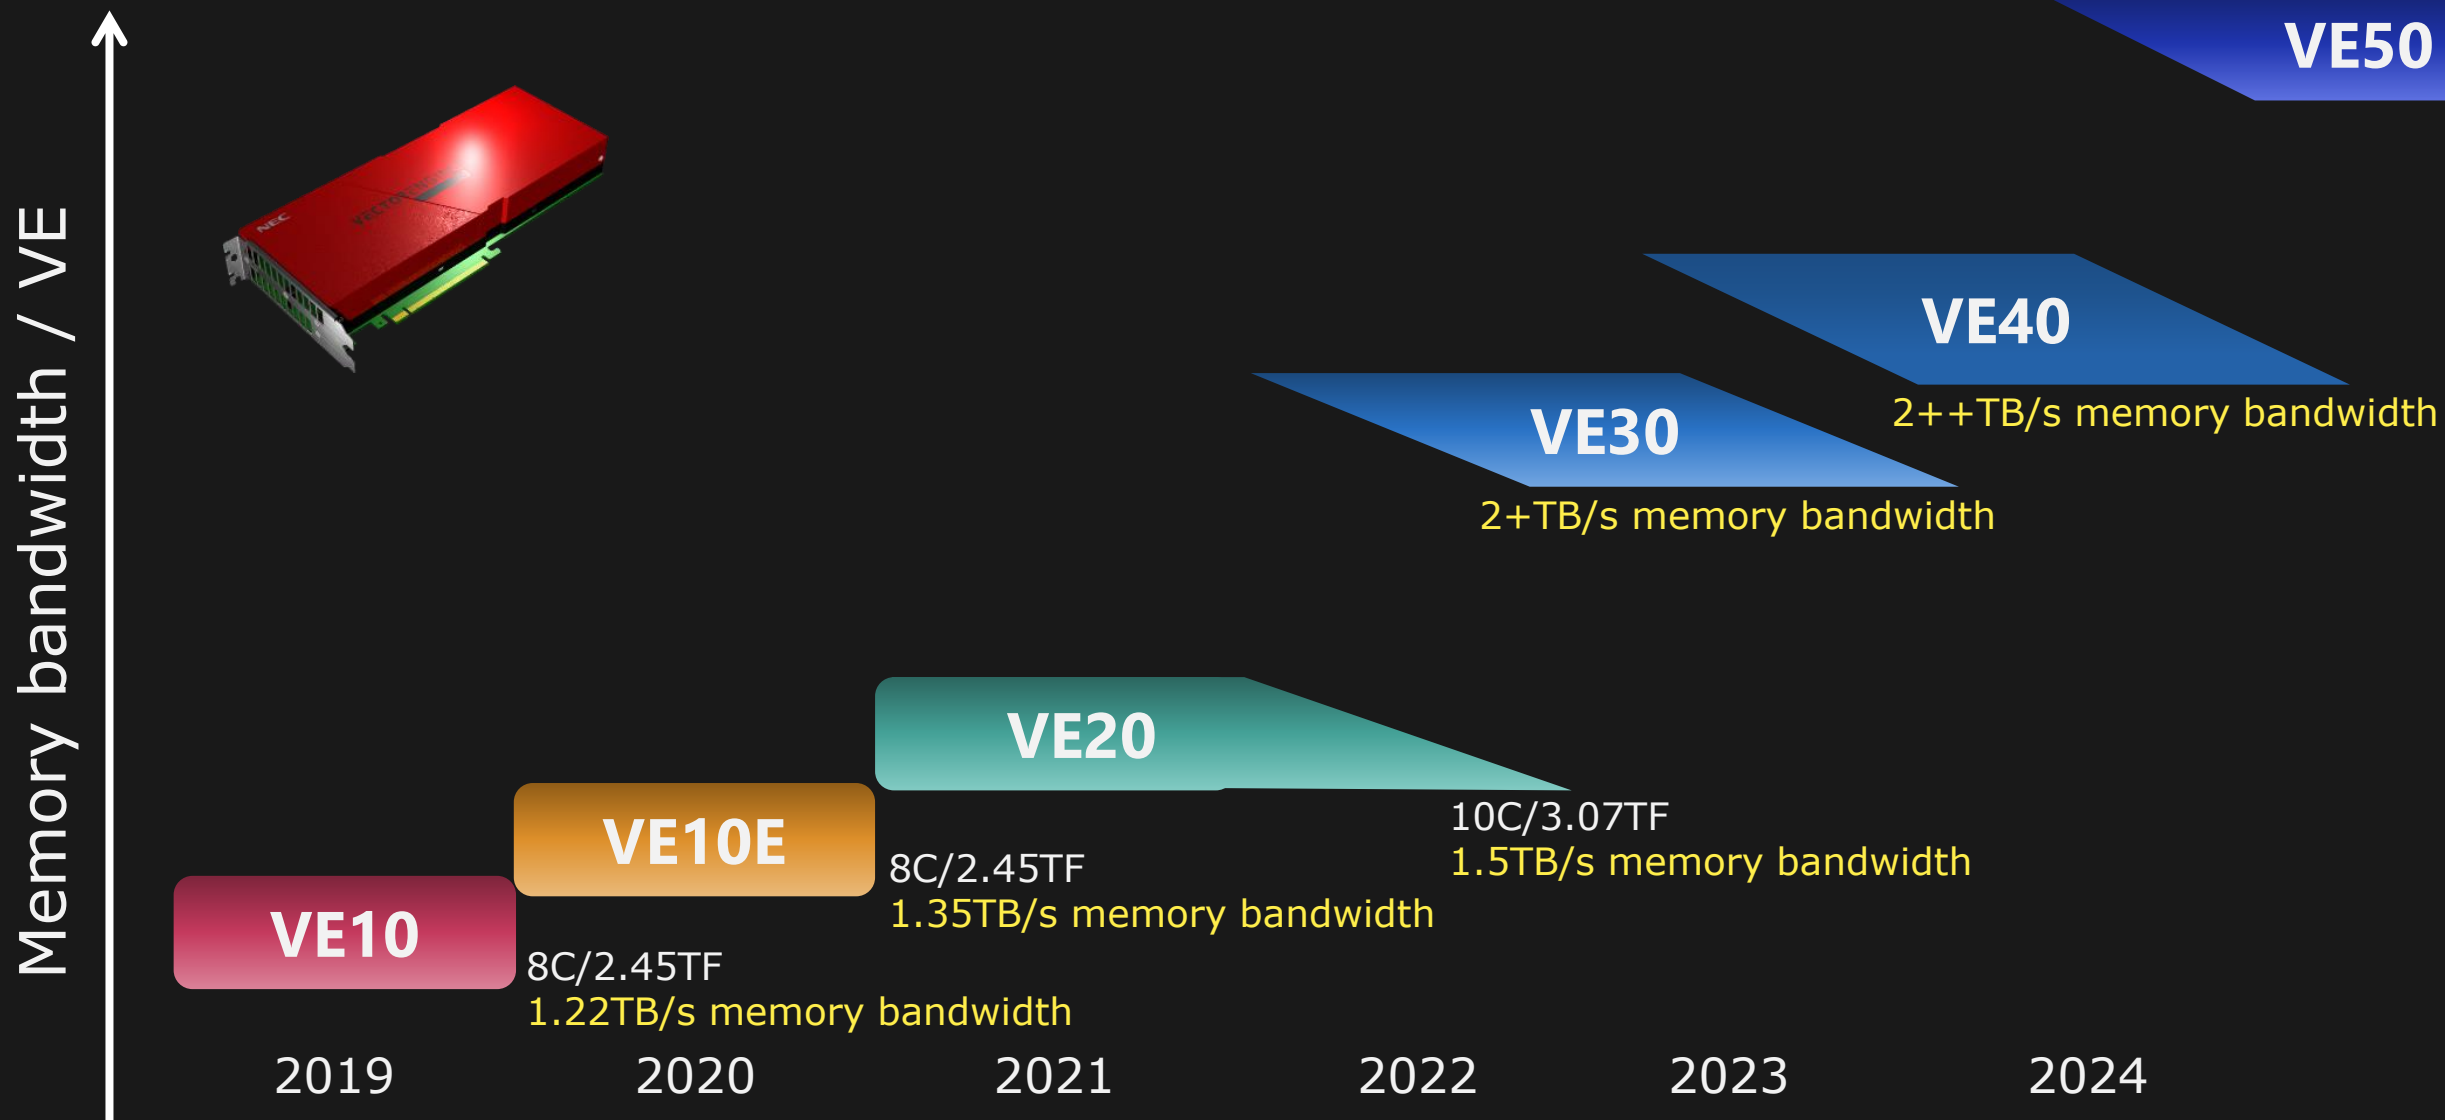 Memory bandwidth / VE
NEC
VE50
VE40
2++TB/s memory bandwidth
VE30
2+TB/s memory bandwidth
VE20
10C/3.07TF
1.5TB/s memory bandwidth
VE10E
8C/2.45TF
1.35TB/s memory bandwidth
VE10
8C/2.45TF
1.22TB/s memory bandwidth
2019 2020 2021 2022 2023 2024